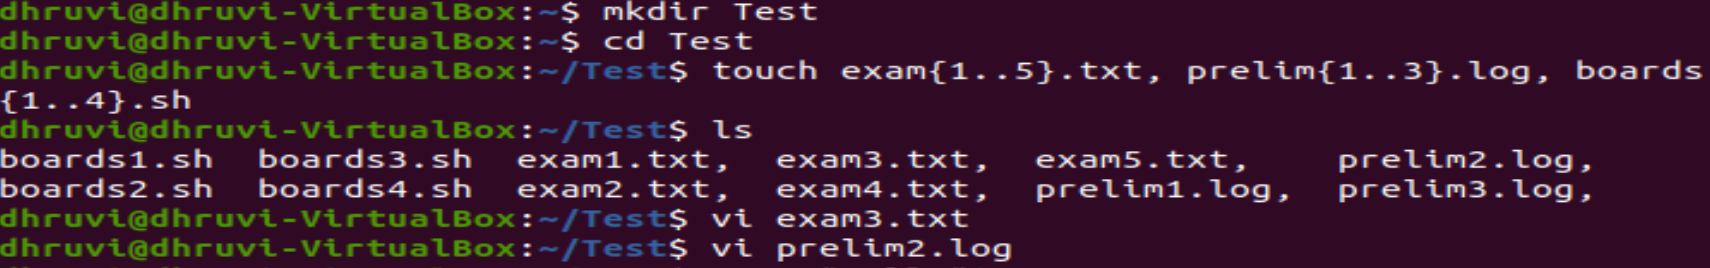 dhruvi@dhruvi-VirtualBox:~$ mkdir Test
dhruvi@dhruvi-VirtualBox:~$ cd Test
dhruvi@dhruvi-VirtualBox:~/Test$ touch exam{1..5}.txt, prelim{1..3}.log, boards
{1..4}.sh
dhruvi@dhruvi-VirtualBox:~/Test$ ls
boards1.sh  boards3.sh  exam1.txt,  exam3.txt,  exam5.txt,    prelim2.log,
boards2.sh  boards4.sh  exam2.txt,  exam4.txt,  prelim1.log,  prelim3.log,
dhruvi@dhruvi-VirtualBox:~/Test$ vi exam3.txt
dhruvi@dhruvi-VirtualBox:~/Test$ vi prelim2.log